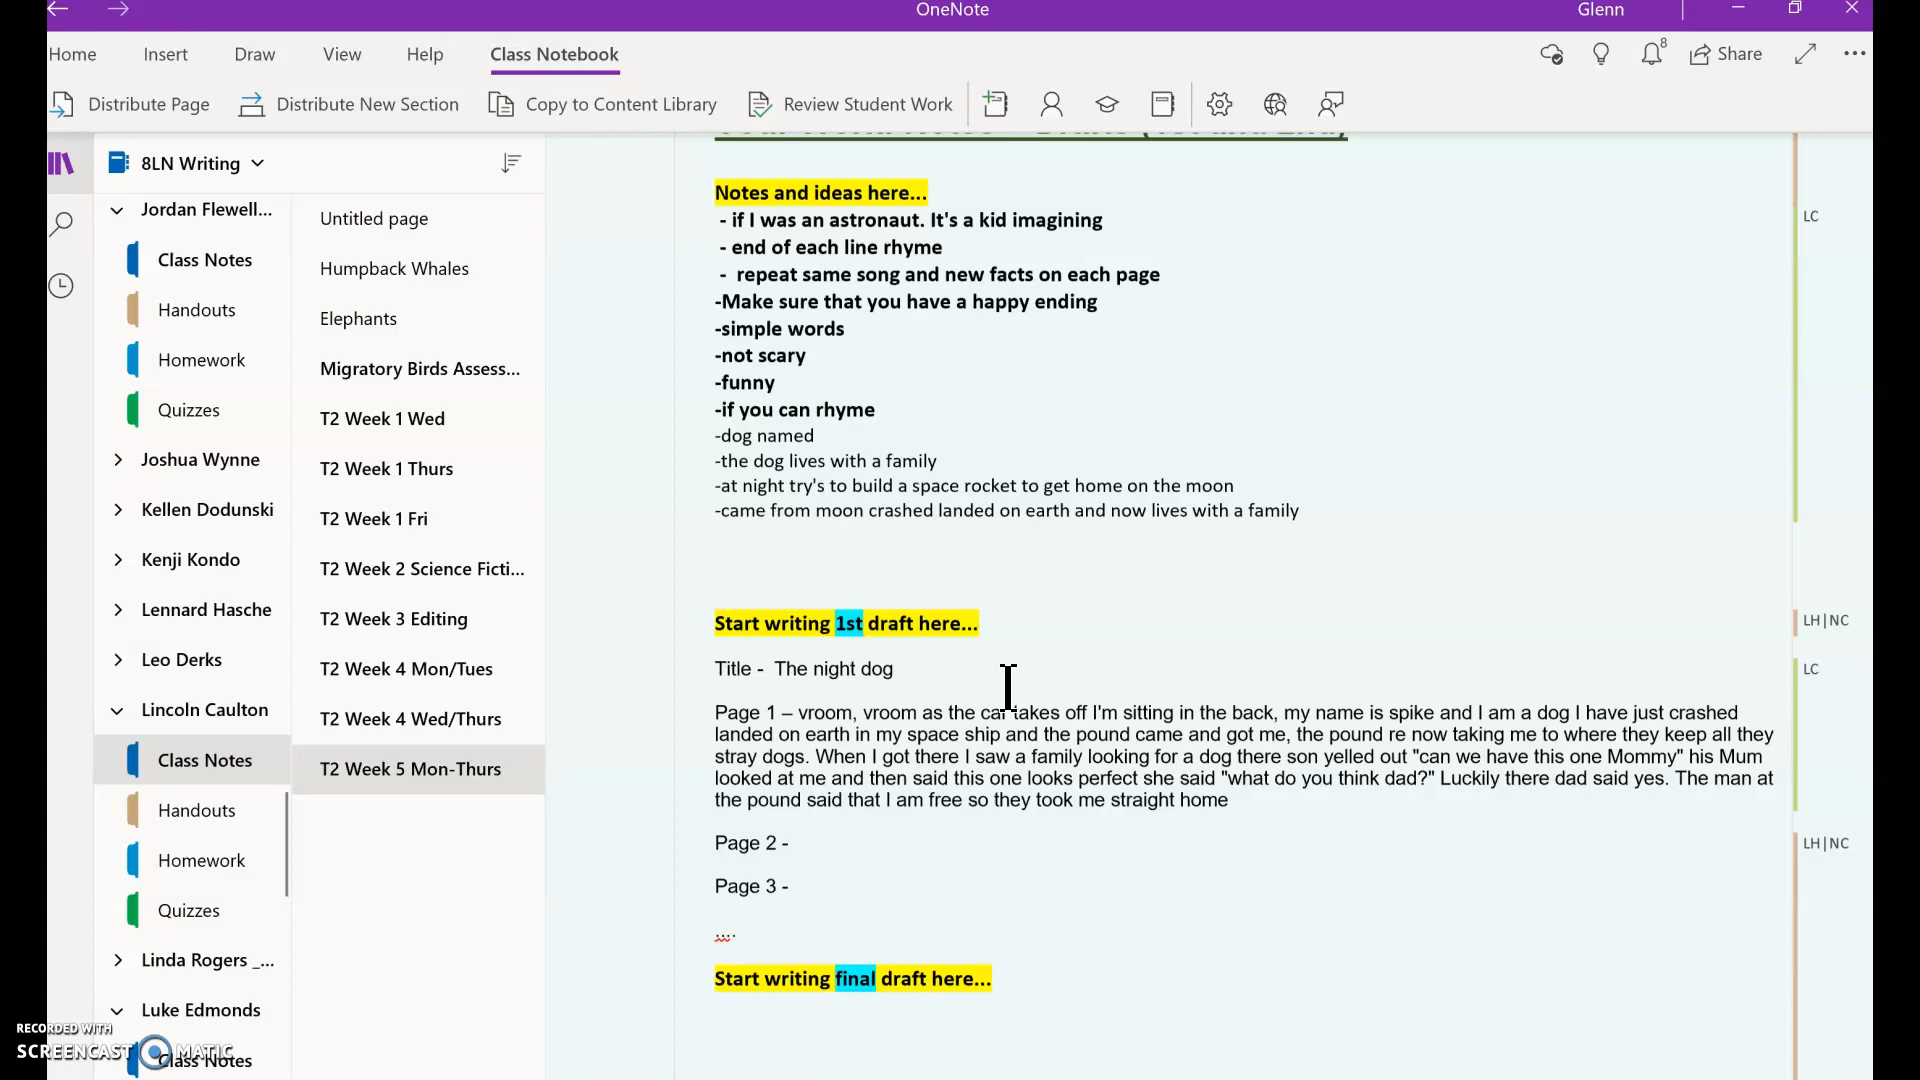 OneNote
Glenn
Home Insert Draw View Help Class Notebook
8
Share
Distribute Page Distribute New Section Copy to Content Library Review Student Work
8LN Writing
Jordan Flewell...
Class Notes
Handouts
Homework
Quizzes
Joshua Wynne
Kellen Dodunski
Kenji Kondo
Lennard Hasche
Leo Derks
Lincoln Caulton
Class Notes
Handouts
Homework
Quizzes
Linda Rogers _...
Luke Edmonds
Class Notes
Untitled page
Humpback Whales
Elephants
Migratory Birds Assess...
T2 Week 1 Wed
T2 Week 1 Thurs
T2 Week 1 Fri
T2 Week 2 Science Ficti...
T2 Week 3 Editing
T2 Week 4 Mon/Tues
T2 Week 4 Wed/Thurs
T2 Week 5 Mon-Thurs
Notes and ideas here...
- if I was an astronaut. It's a kid imagining
- end of each line rhyme
- repeat same song and new facts on each page
-Make sure that you have a happy ending
-simple words
-not scary
-funny
-if you can rhyme
-dog named
-the dog lives with a family
-at night try's to build a space rocket to get home on the moon
-came from moon crashed landed on earth and now lives with a family
Start writing 1st draft here...
Title - The night dog
Page 1 – vroom, vroom as the car takes off I'm sitting in the back, my name is spike and I am a dog I have just crashed
landed on earth in my space ship and the pound came and got me, the pound re now taking me to where they keep all they
stray dogs. When I got there I saw a family looking for a dog there son yelled out "can we have this one Mommy" his Mum
looked at me and then said this one looks perfect she said "what do you think dad?" Luckily there dad said yes. The man at
the pound said that I am free so they took me straight home
Page 2 -
Page 3 -
....
Start writing final draft here...
LC
LH|NC
LC
LH|NC
RECORDED WITH
SCREENCAST MATIC